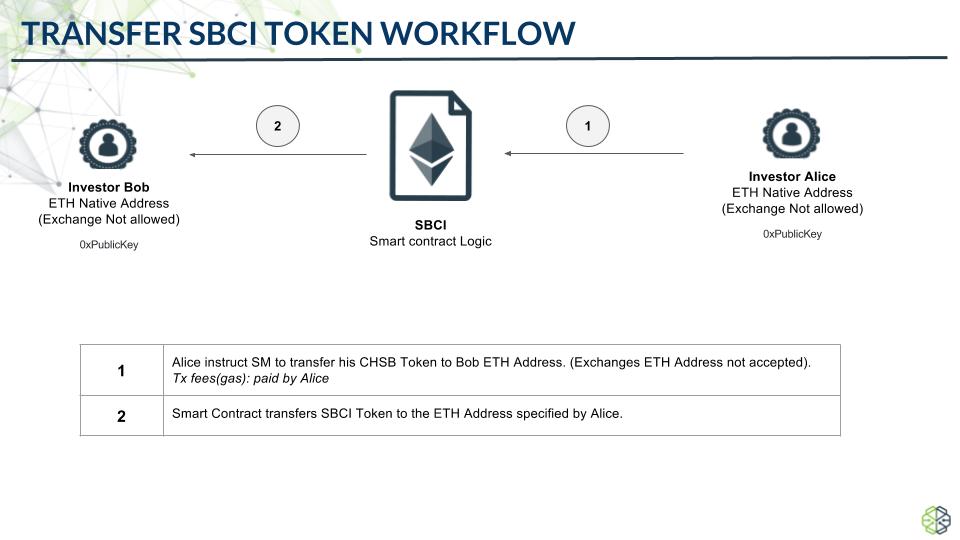 TRANSFER SBCI TOKEN WORKFLOW
2
1
Investor Bob
ETH Native Address
(Exchange Not allowed)
0xPublicKey
SBCI
Smart contract Logic
Investor Alice
ETH Native Address
(Exchange Not allowed)
0xPublicKey
1
Alice instruct SM to transfer his CHSB Token to Bob ETH Address. (Exchanges ETH Address not accepted).
Tx fees(gas): paid by Alice
2
Smart Contract transfers SBCI Token to the ETH Address specified by Alice.